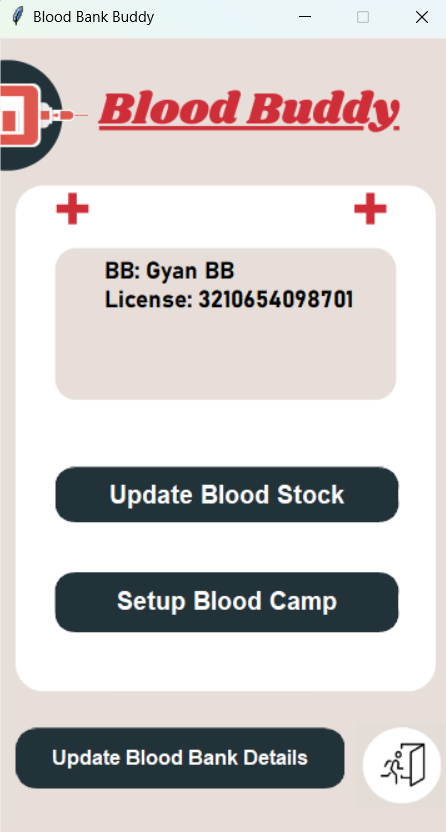 Blood Bank Buddy
Blood Buddy
BB: Gyan BB
License: 3210654098701
Update Blood Stock
Setup Blood Camp
Update Blood Bank Details